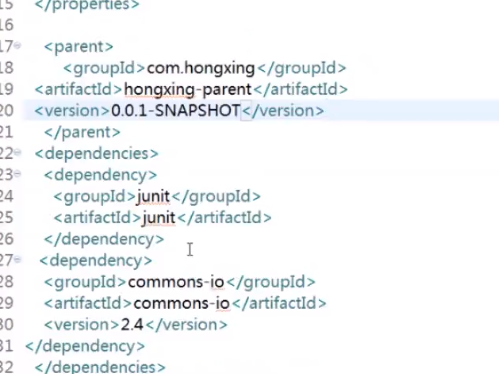 15 </properties>
16
17 <parent>
18 <groupId>com.hongxing</groupId>
19 <artifactId>hongxing-parent</artifactId>
20 <version>0.0.1-SNAPSHOT</version>
21 </parent>
22 <dependencies>
23 <dependency>
24 <groupId>junit</groupId>
25 <artifactId>junit</artifactId>
26 </dependency>
27 <dependency>
28 <groupId>commons-io</groupId>
29 <artifactId>commons-io</artifactId>
30 <version>2.4</version>
31 </dependency>
32 </dependencies>